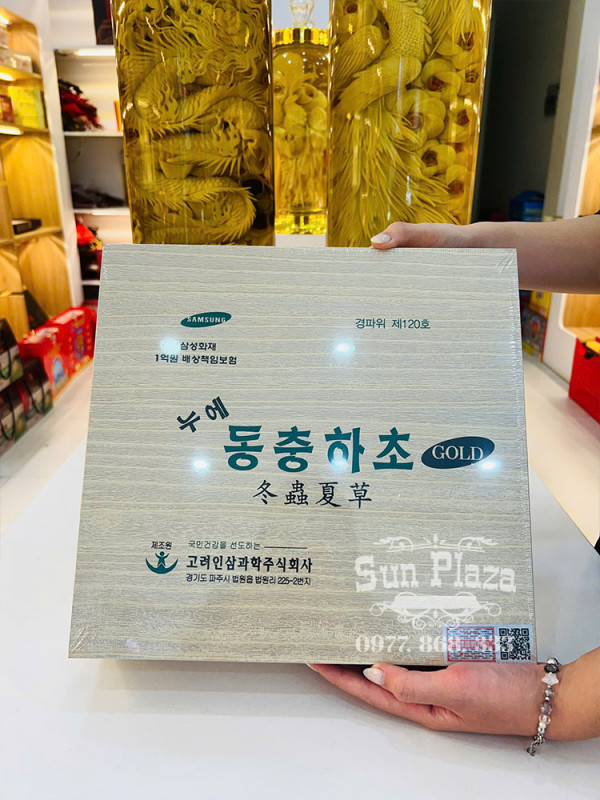 SAMSUNG
삼성화재
1억원 배상책임보험
경파위 제120호
누에
동충하초 GOLD
冬蟲夏草
제조원
국민건강을 선도하는
고려인삼과학주식회사
경기도 파주시 법원읍 법원리 225-2번지
Sun Plaza
0977. 868. 333